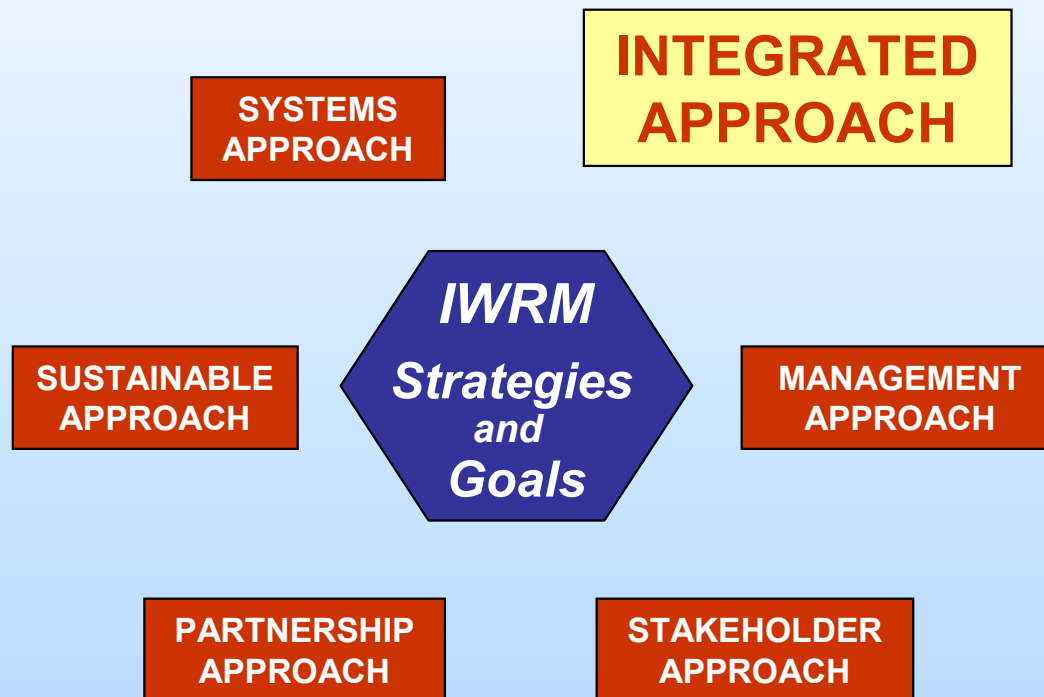 INTEGRATED
APPROACH
SYSTEMS
APPROACH
IWRM
Strategies
and
Goals
SUSTAINABLE
APPROACH
MANAGEMENT
APPROACH
PARTNERSHIP
APPROACH
STAKEHOLDER
APPROACH